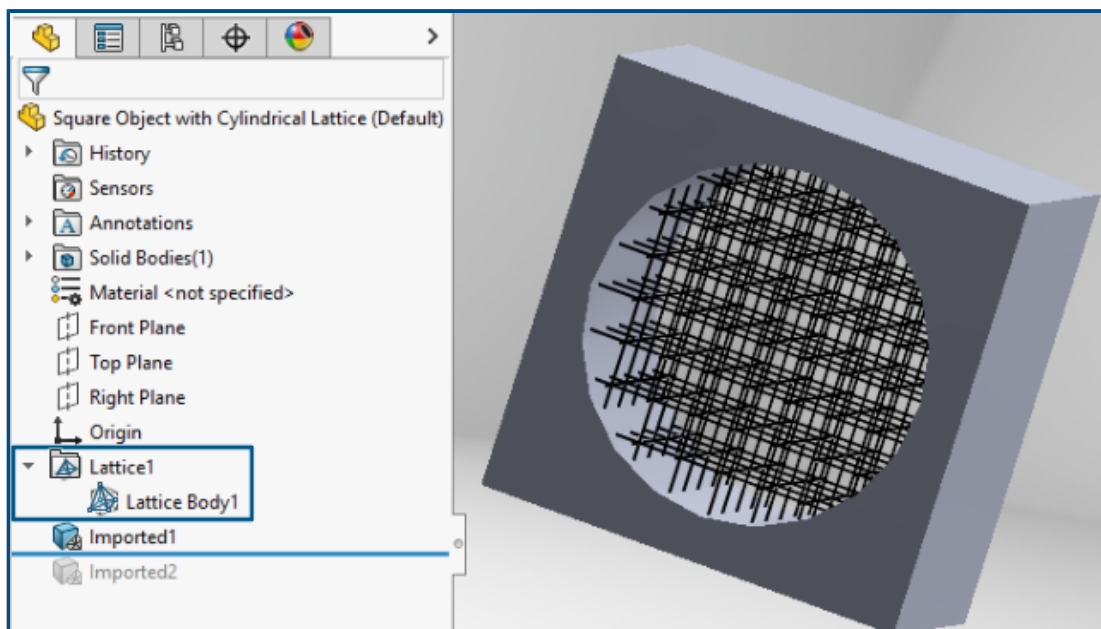 Square Object with Cylindrical Lattice (Default)
History
Sensors
A Annotations
Solid Bodies(1)
Material <not specified>
Front Plane
Top Plane
Right Plane
Origin
Lattice1
Lattice Body1
Imported1
Imported2